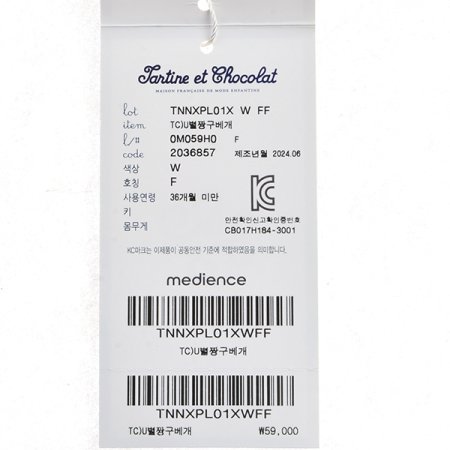 Tartine et Chocolat
MAISON FRANÇAISE DE MODE ENFANTINE
lot TNNXPL01X W FF
item TC)U별짱구베개
l/# 0M059H0 F
code 2036857 제조년월 2024.06
색상 W
호칭 F
사용연령 36개월 미만
키
몸무게
안전확인신고확인증번호
CB017H184-3001
KC마크는 이제품이 공통안전 기준에 적합하였음을 의미합니다.
medience
TNNXPL01XWFF
TC)U별짱구베개
TNNXPL01XWFF
TC)U별짱구베개 ₩59,000